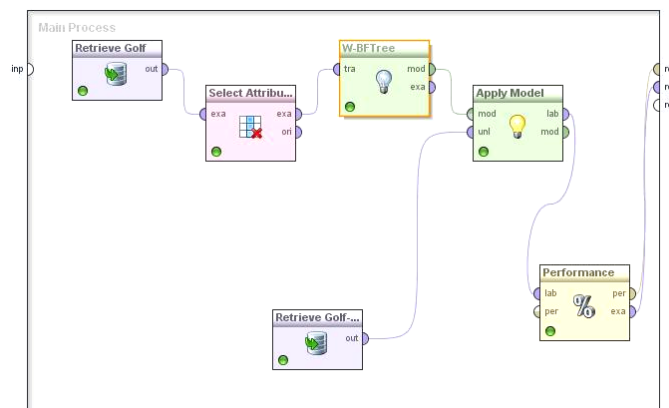 Main Process
inp
Retrieve Golf
out
Select Attribu...
exa exa
ori
W-BFTree
tra mod
exa
Apply Model
mod lab
unl mod
Retrieve Golf-...
out
Performance
lab per
per exa
%